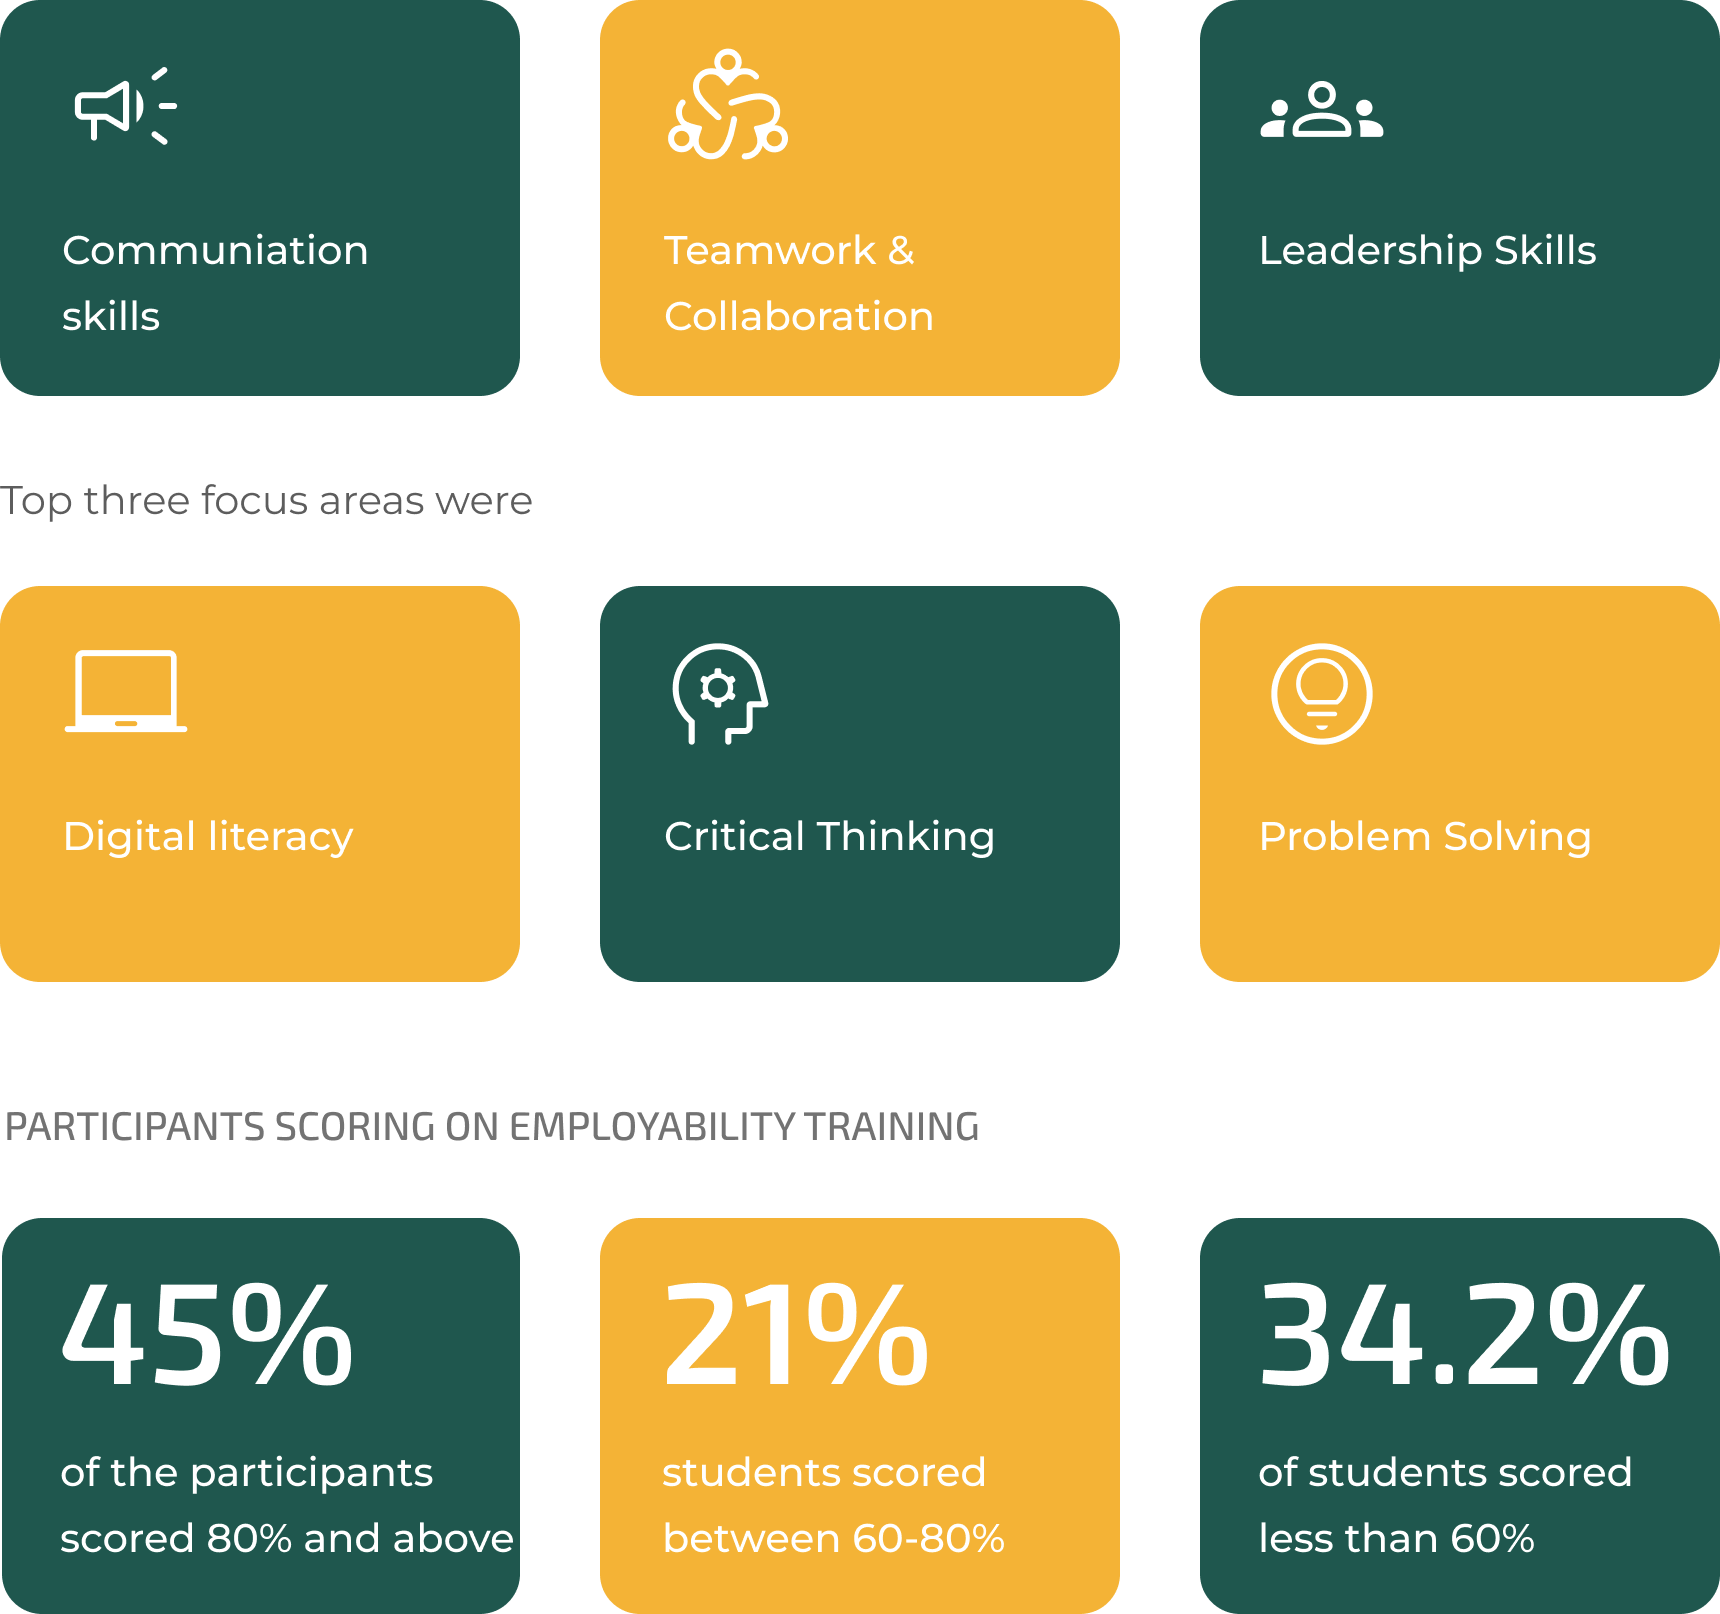 Communiation
skills
Teamwork &
Collaboration
Leadership Skills
Top three focus areas were
Digital literacy
Critical Thinking
Problem Solving
PARTICIPANTS SCORING ON EMPLOYABILITY TRAINING
45%
of the participants
scored 80% and above
21%
students scored
between 60-80%
34.2%
of students scored
less than 60%